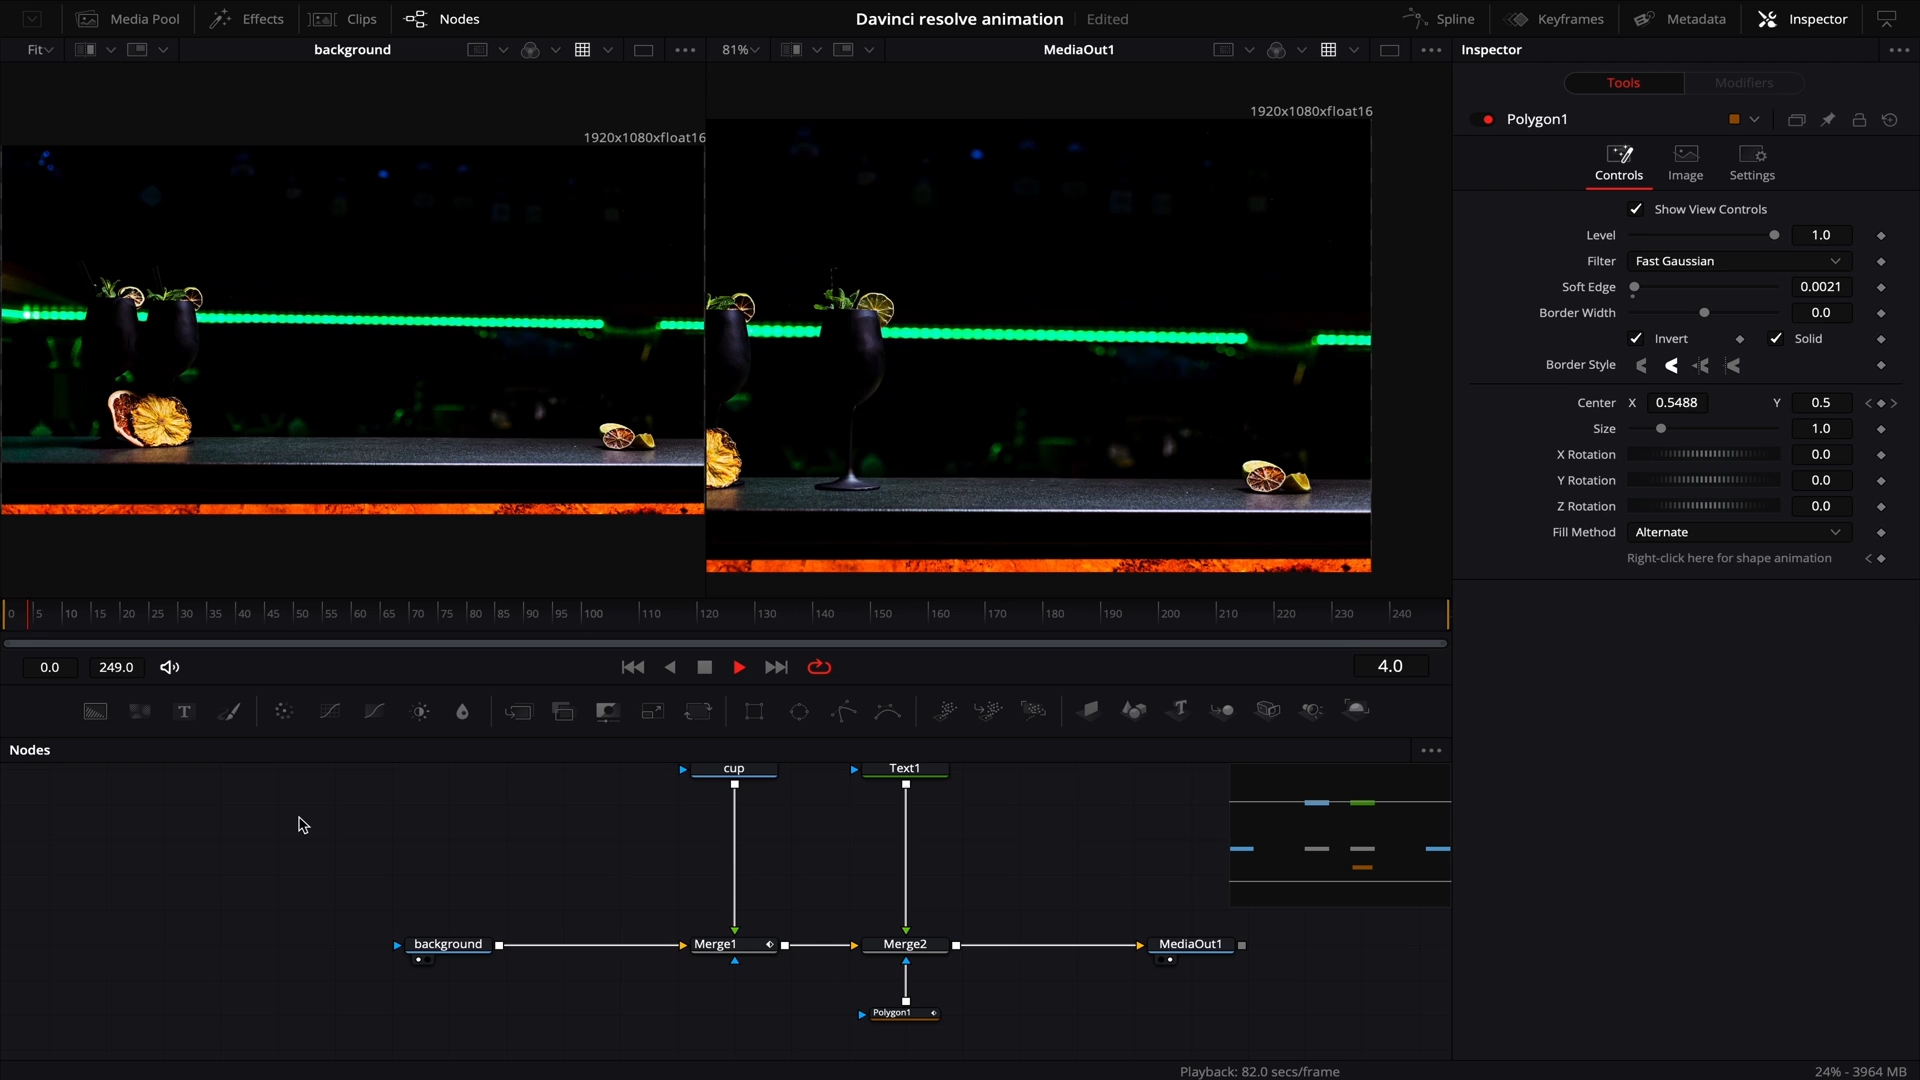 Media Pool Effects Clips Nodes Davinci resolve animation Edited Spline Keyframes Metadata Inspector
Fit background 81% MediaOut1 Inspector
Tools Modifiers
1920x1080xfloat16 1920x1080xfloat16
Polygon1
Controls Image Settings
Show View Controls
Level 1.0
Filter Fast Gaussian
Soft Edge 0.0021
Border Width 0.0
Invert Solid
Border Style
Center X 0.5488 Y 0.5
Size 1.0
X Rotation 0.0
Y Rotation 0.0
Z Rotation 0.0
Fill Method Alternate
Right-click here for shape animation
0 5 10 15 20 25 30 35 40 45 50 55 60 65 70 75 80 85 90 95 100 110 120 130 140 150 160 170 180 190 200 210 220 230 240
0.0 249.0 4.0
Nodes
cup Text1
background Merge1 Merge2 MediaOut1
Polygon1
Playback: 82.0 secs/frame 24% - 3964 MB